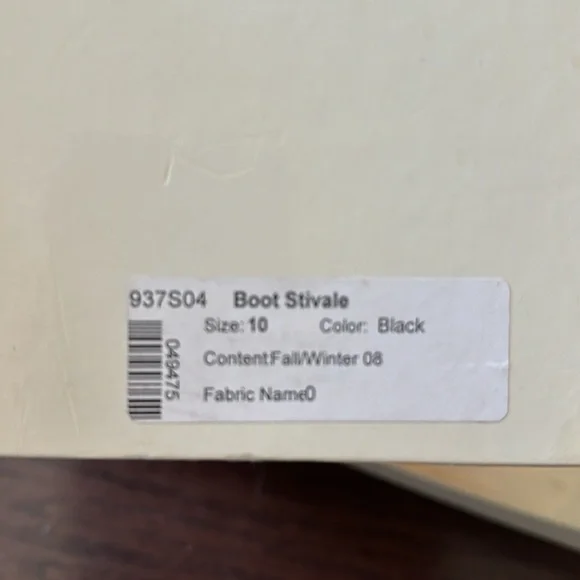 937S04 Boot Stivale
Size: 10 Color: Black
Content Fall/Winter 08
Fabric Name0
049475